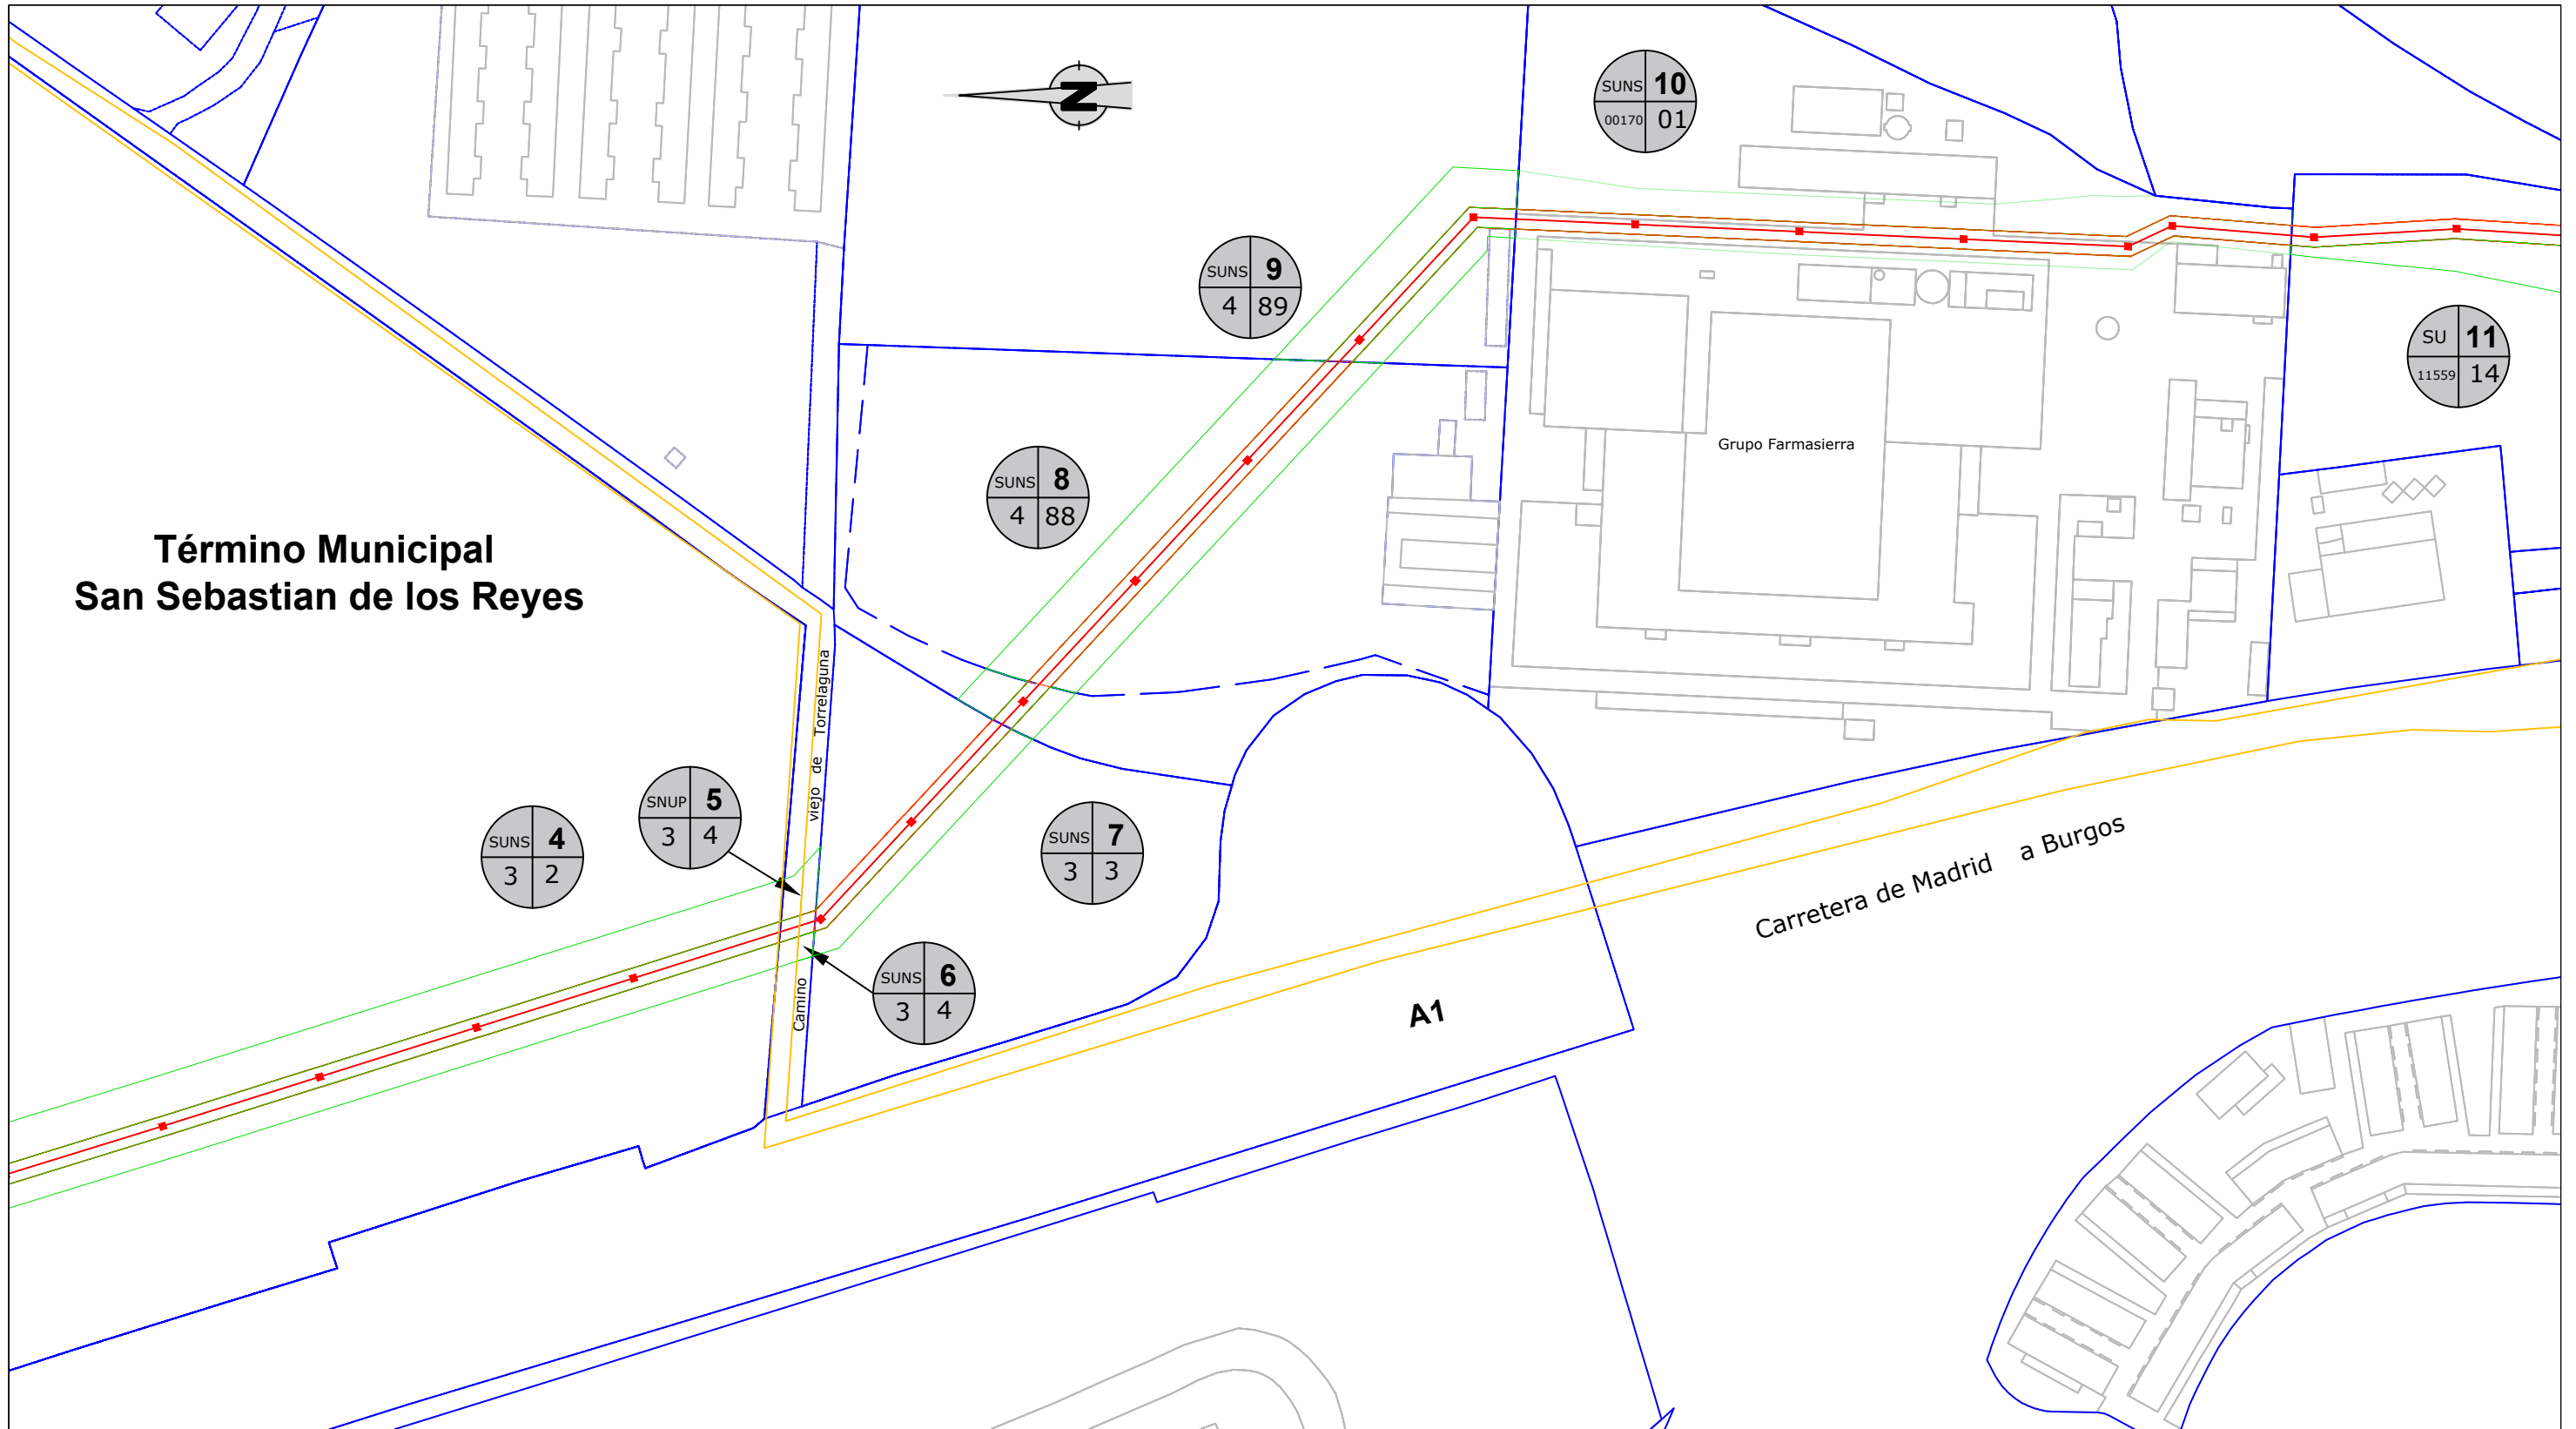 N
SUNS 10
00170 01
SUNS 9
4 89
SU 11
11559 14
Grupo Farmasierra
SUNS 8
4 88
Término Municipal
San Sebastian de los Reyes
Camino viejo de Torrelaguna
SNUP 5
3 4
SUNS 4
3 2
SUNS 7
3 3
SUNS 6
3 4
Carretera de Madrid a Burgos
A1